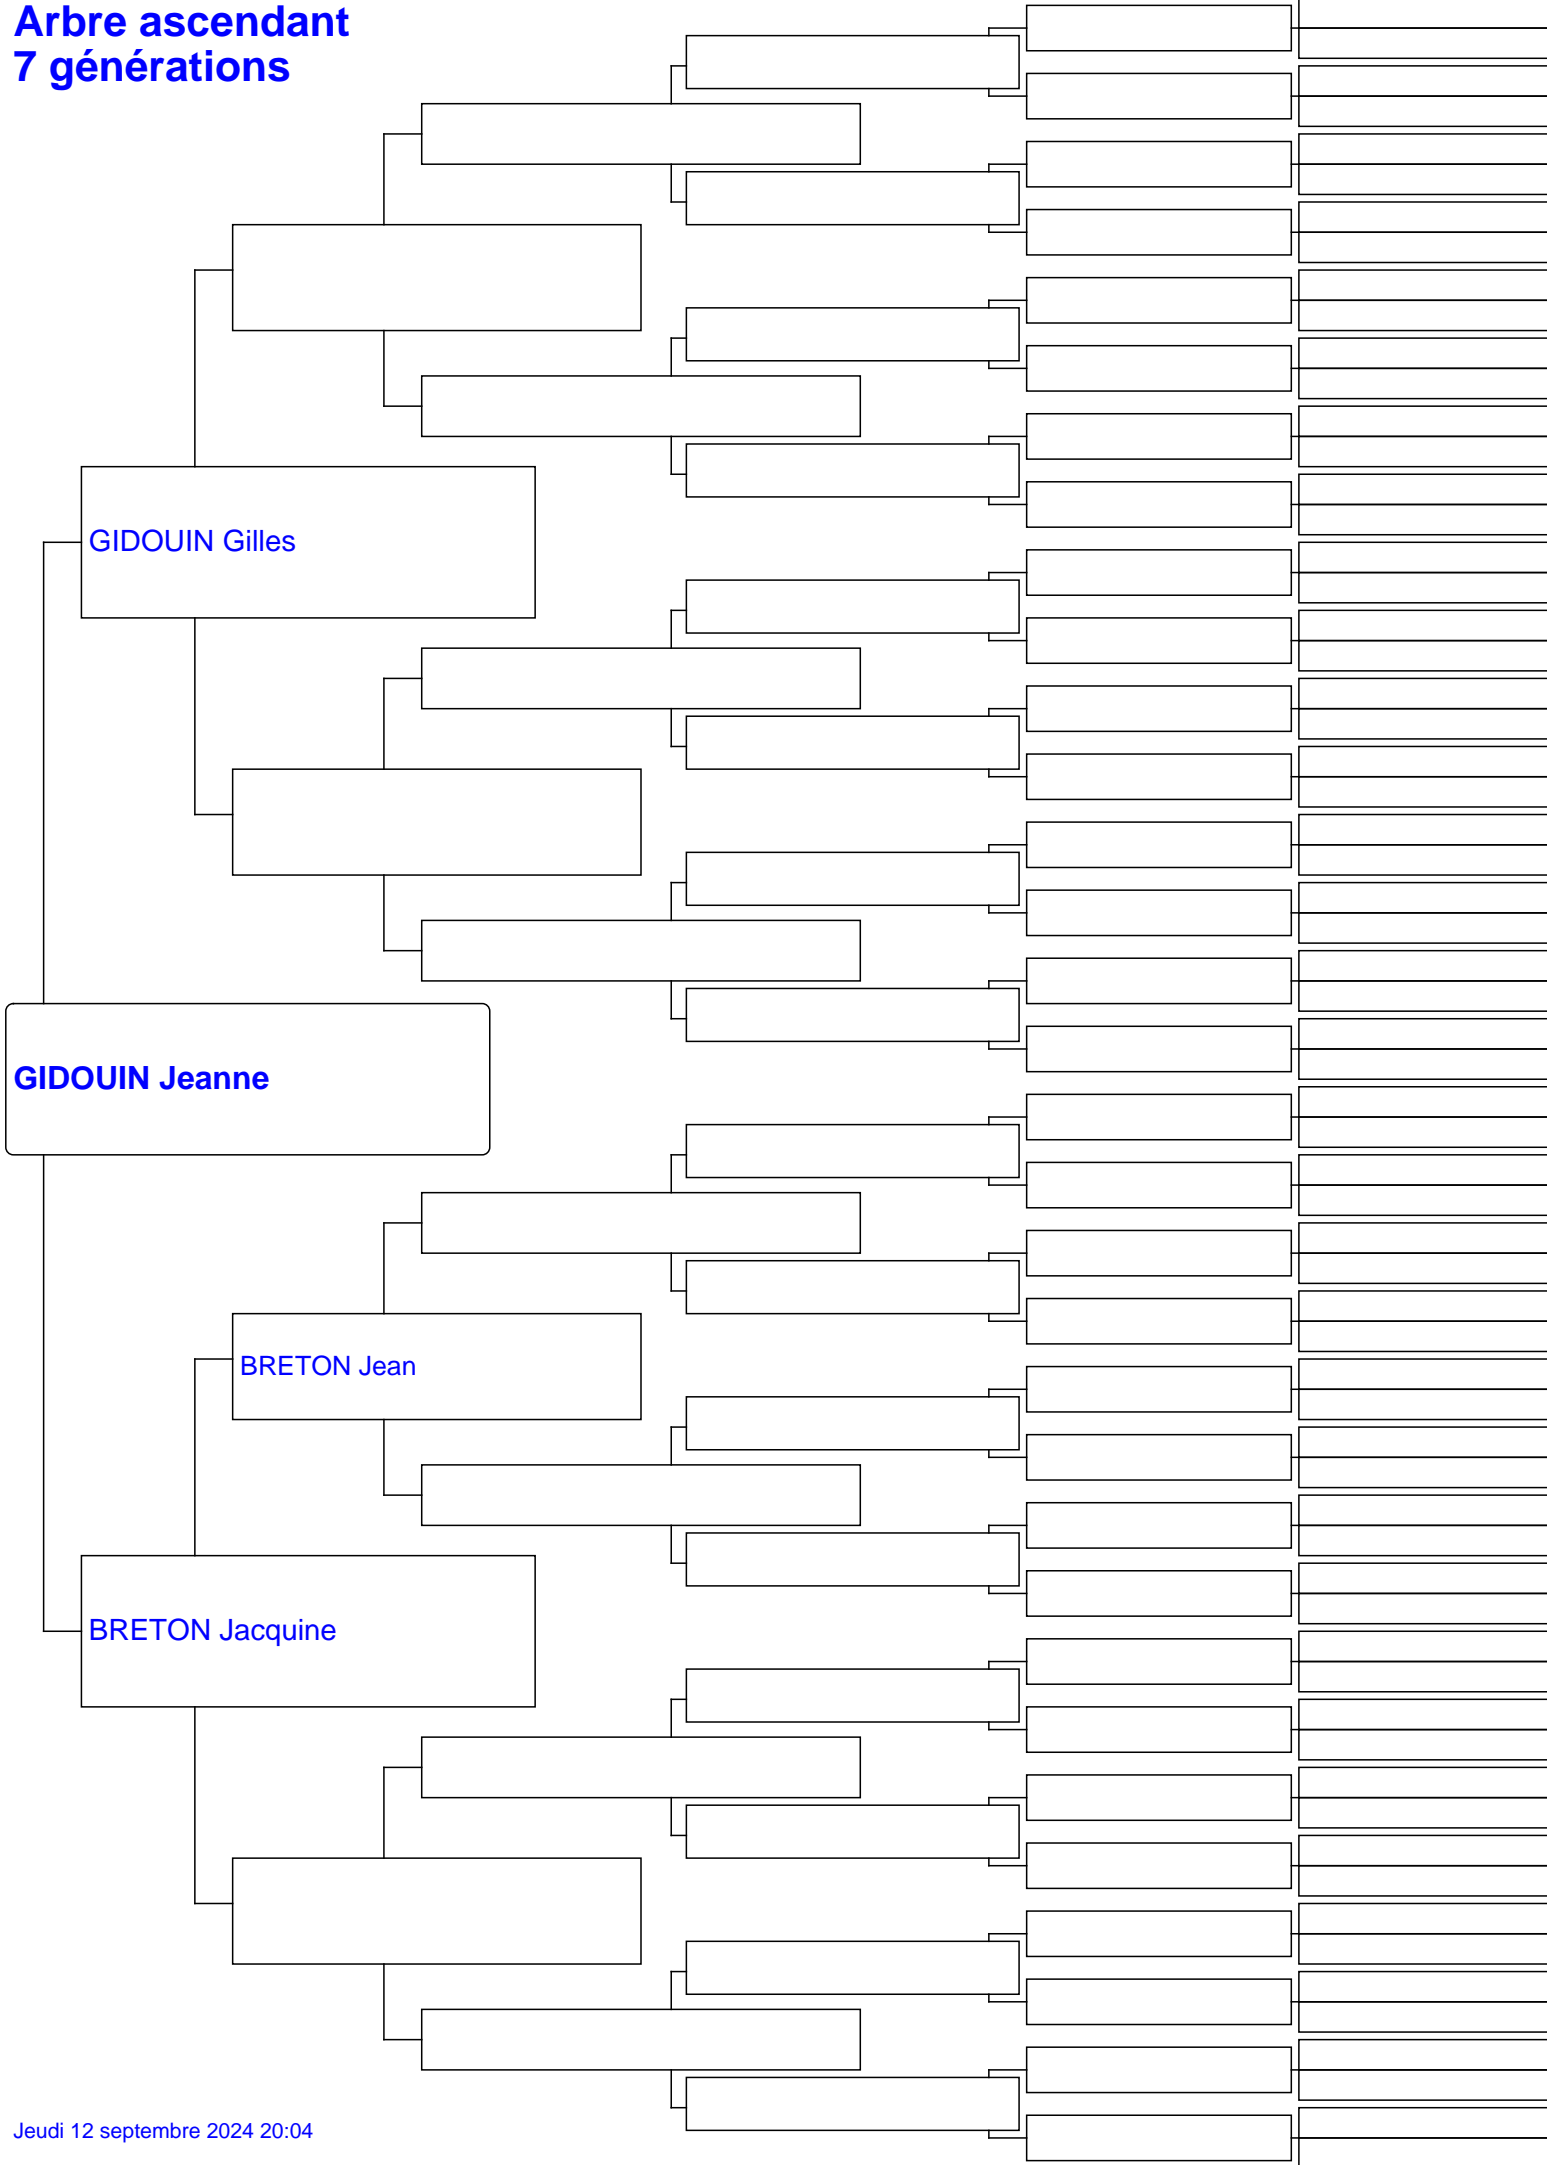 Arbre ascendant
7 générations
GIDOUIN Gilles
GIDOUIN Jeanne
BRETON Jean
BRETON Jacquine
Jeudi 12 septembre 2024 20:04